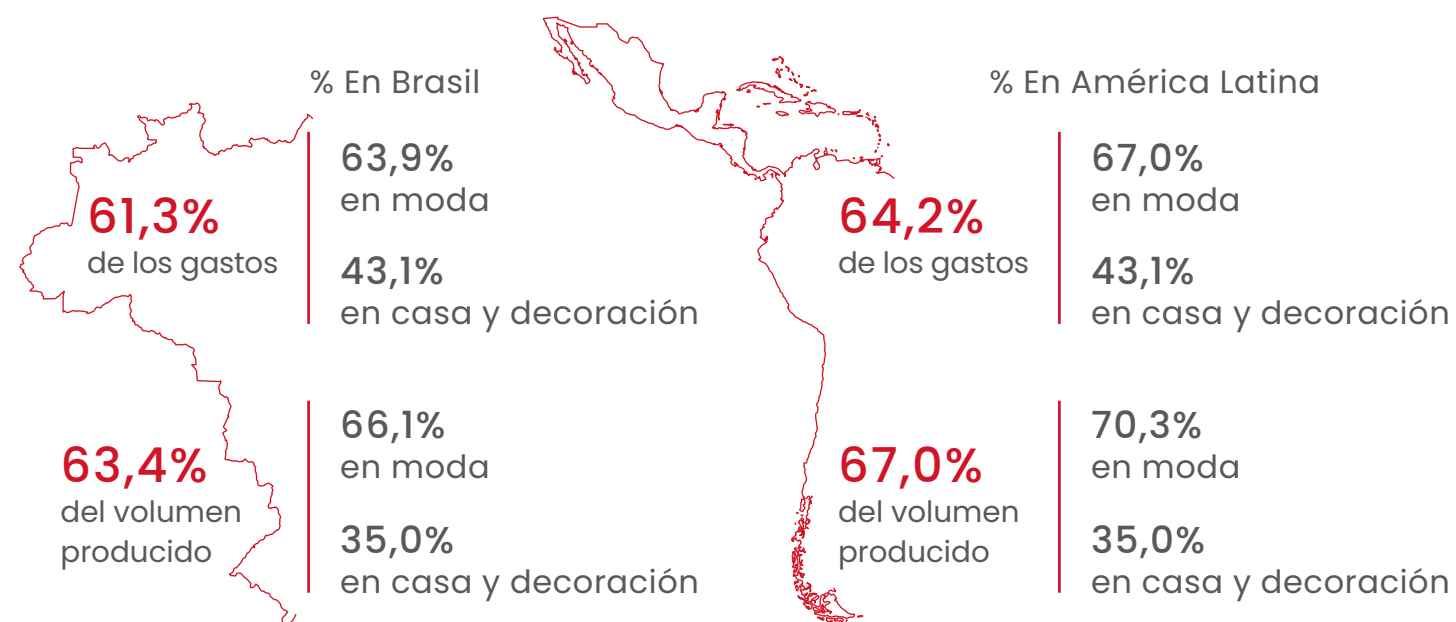 % En Brasil
61,3%
de los gastos
63,9%
en moda
43,1%
en casa y decoración
63,4%
del volumen
producido
66,1%
en moda
35,0%
en casa y decoración
% En América Latina
64,2%
de los gastos
67,0%
en moda
43,1%
en casa y decoración
67,0%
del volumen
producido
70,3%
en moda
35,0%
en casa y decoración